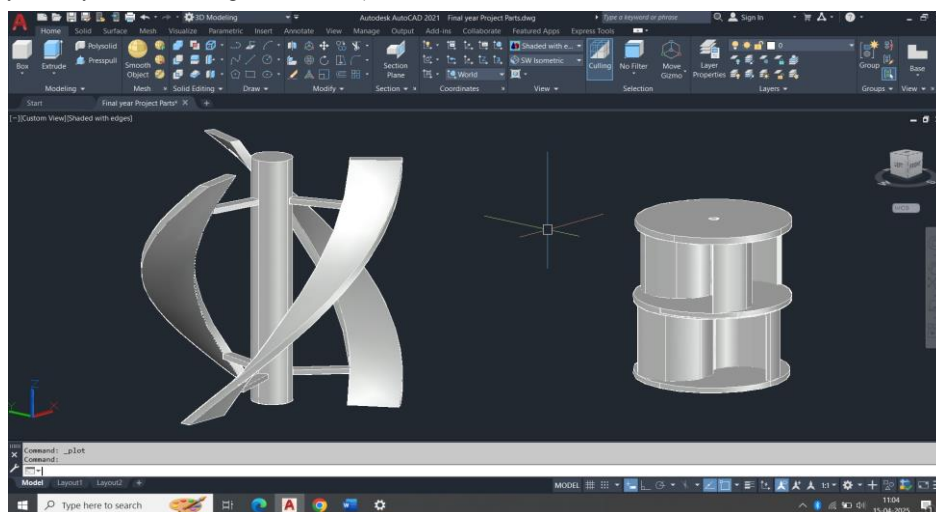 3D Modeling
Autodesk AutoCAD 2021 Final year Project Parts.dwg
Type a keyword or phrase
Sign In
Home Solid Surface Mesh Visualize Parametric Insert Annotate View Manage Output Add-ins Collaborate Featured Apps Express Tools
Box
Extrude
Polysolid
Presspull
Smooth Object
Section Plane
World
Shaded with e...
SW Isometric
Culling
No Filter
Move Gizmo
Layer Properties
0
Group
Base
Modeling Mesh Solid Editing Draw Modify Section Coordinates View Selection Layers Groups View
Start Final year Project Parts*
[−][Custom View][Shaded with edges]
Z
Command: _plot
Command:
Model Layout1 Layout2
MODEL
1:1
Type here to search
11:04
15-04-2025